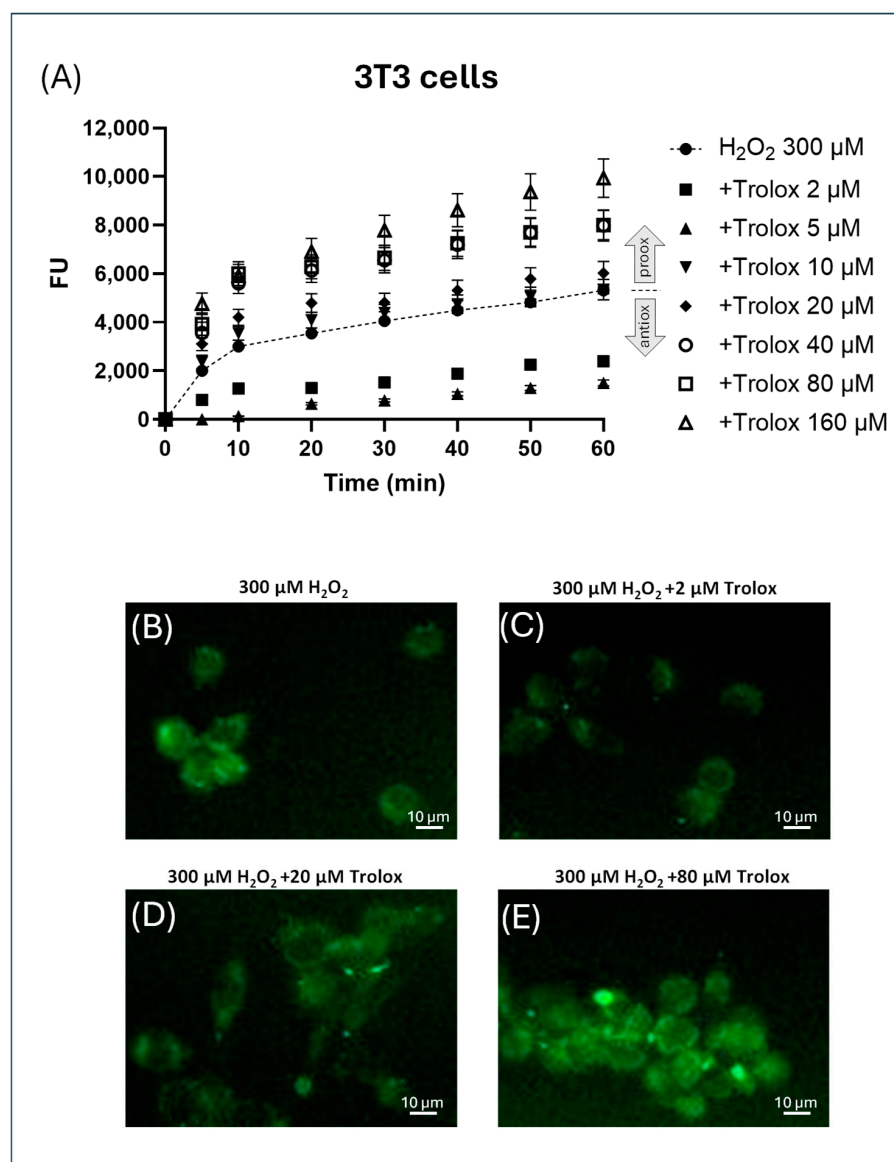 (A)
3T3 cells
12,000
10,000
8,000
6,000
4,000
2,000
0
FU
0 10 20 30 40 50 60
Time (min)
H₂O₂ 300 µM
+Trolox 2 µM
+Trolox 5 µM
+Trolox 10 µM
+Trolox 20 µM
+Trolox 40 µM
+Trolox 80 µM
+Trolox 160 µM
proox
antiox
300 µM H₂O₂
(B)
10 µm
300 µM H₂O₂ +2 µM Trolox
(C)
10 µm
300 µM H₂O₂ +20 µM Trolox
(D)
10 µm
300 µM H₂O₂ +80 µM Trolox
(E)
10 µm